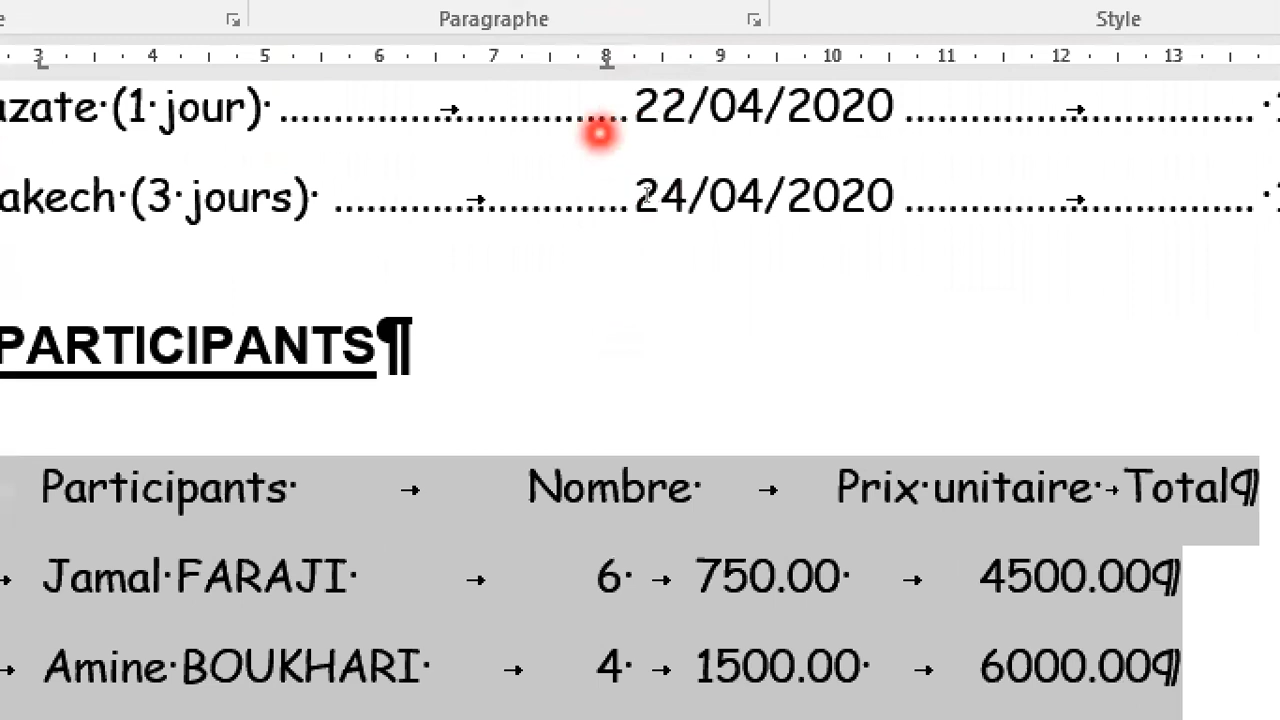 Paragraphe Style
3 4 5 6 7 8 9 10 11 12 13
azate (1 jour) .............................. 22/04/2020 ..............................
akech (3 jours) ......................... 24/04/2020 ..............................
PARTICIPANTS¶
Participants → Nombre → Prix unitaire → Total¶
→ Jamal FARAJI → 6 → 750.00 → 4500.00¶
→ Amine BOUKHARI → 4 → 1500.00 → 6000.00¶